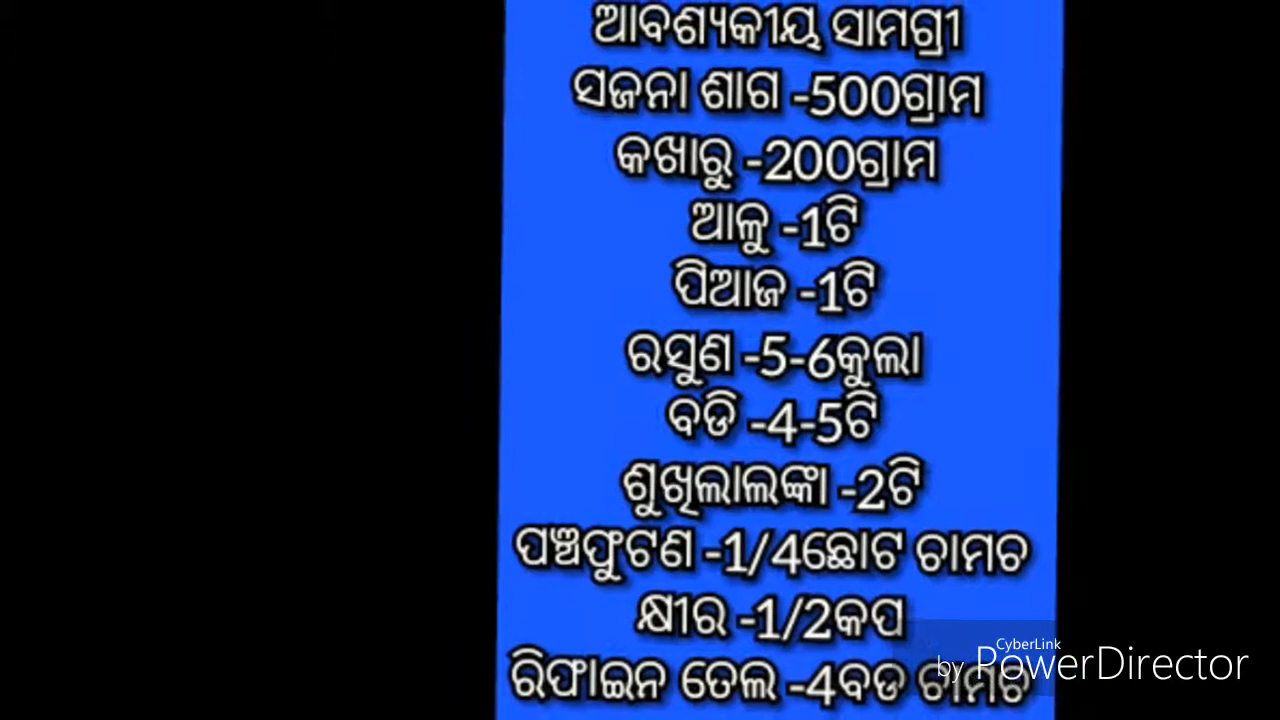 ଆବଶ୍ୟକୀୟ ସାମଗ୍ରୀ
ସଜନା ଶାଗ -500ଗ୍ରାମ
କଖାରୁ -200ଗ୍ରାମ
ଆଳୁ -1ଟି
ପିଆଜ -1ଟି
ରସୁଣ -5-6କୁଲା
ବଡି -4-5ଟି
ଶୁଖିଲାଲଙ୍କା -2ଟି
ପଞ୍ଚଫୁଟଣ -1/4ଛୋଟ ଚାମଚ
କ୍ଷୀର -1/2କପ
ରିଫାଇନ ତେଲ -4ବଡ ଚାମଚ
CyberLink
by PowerDirector